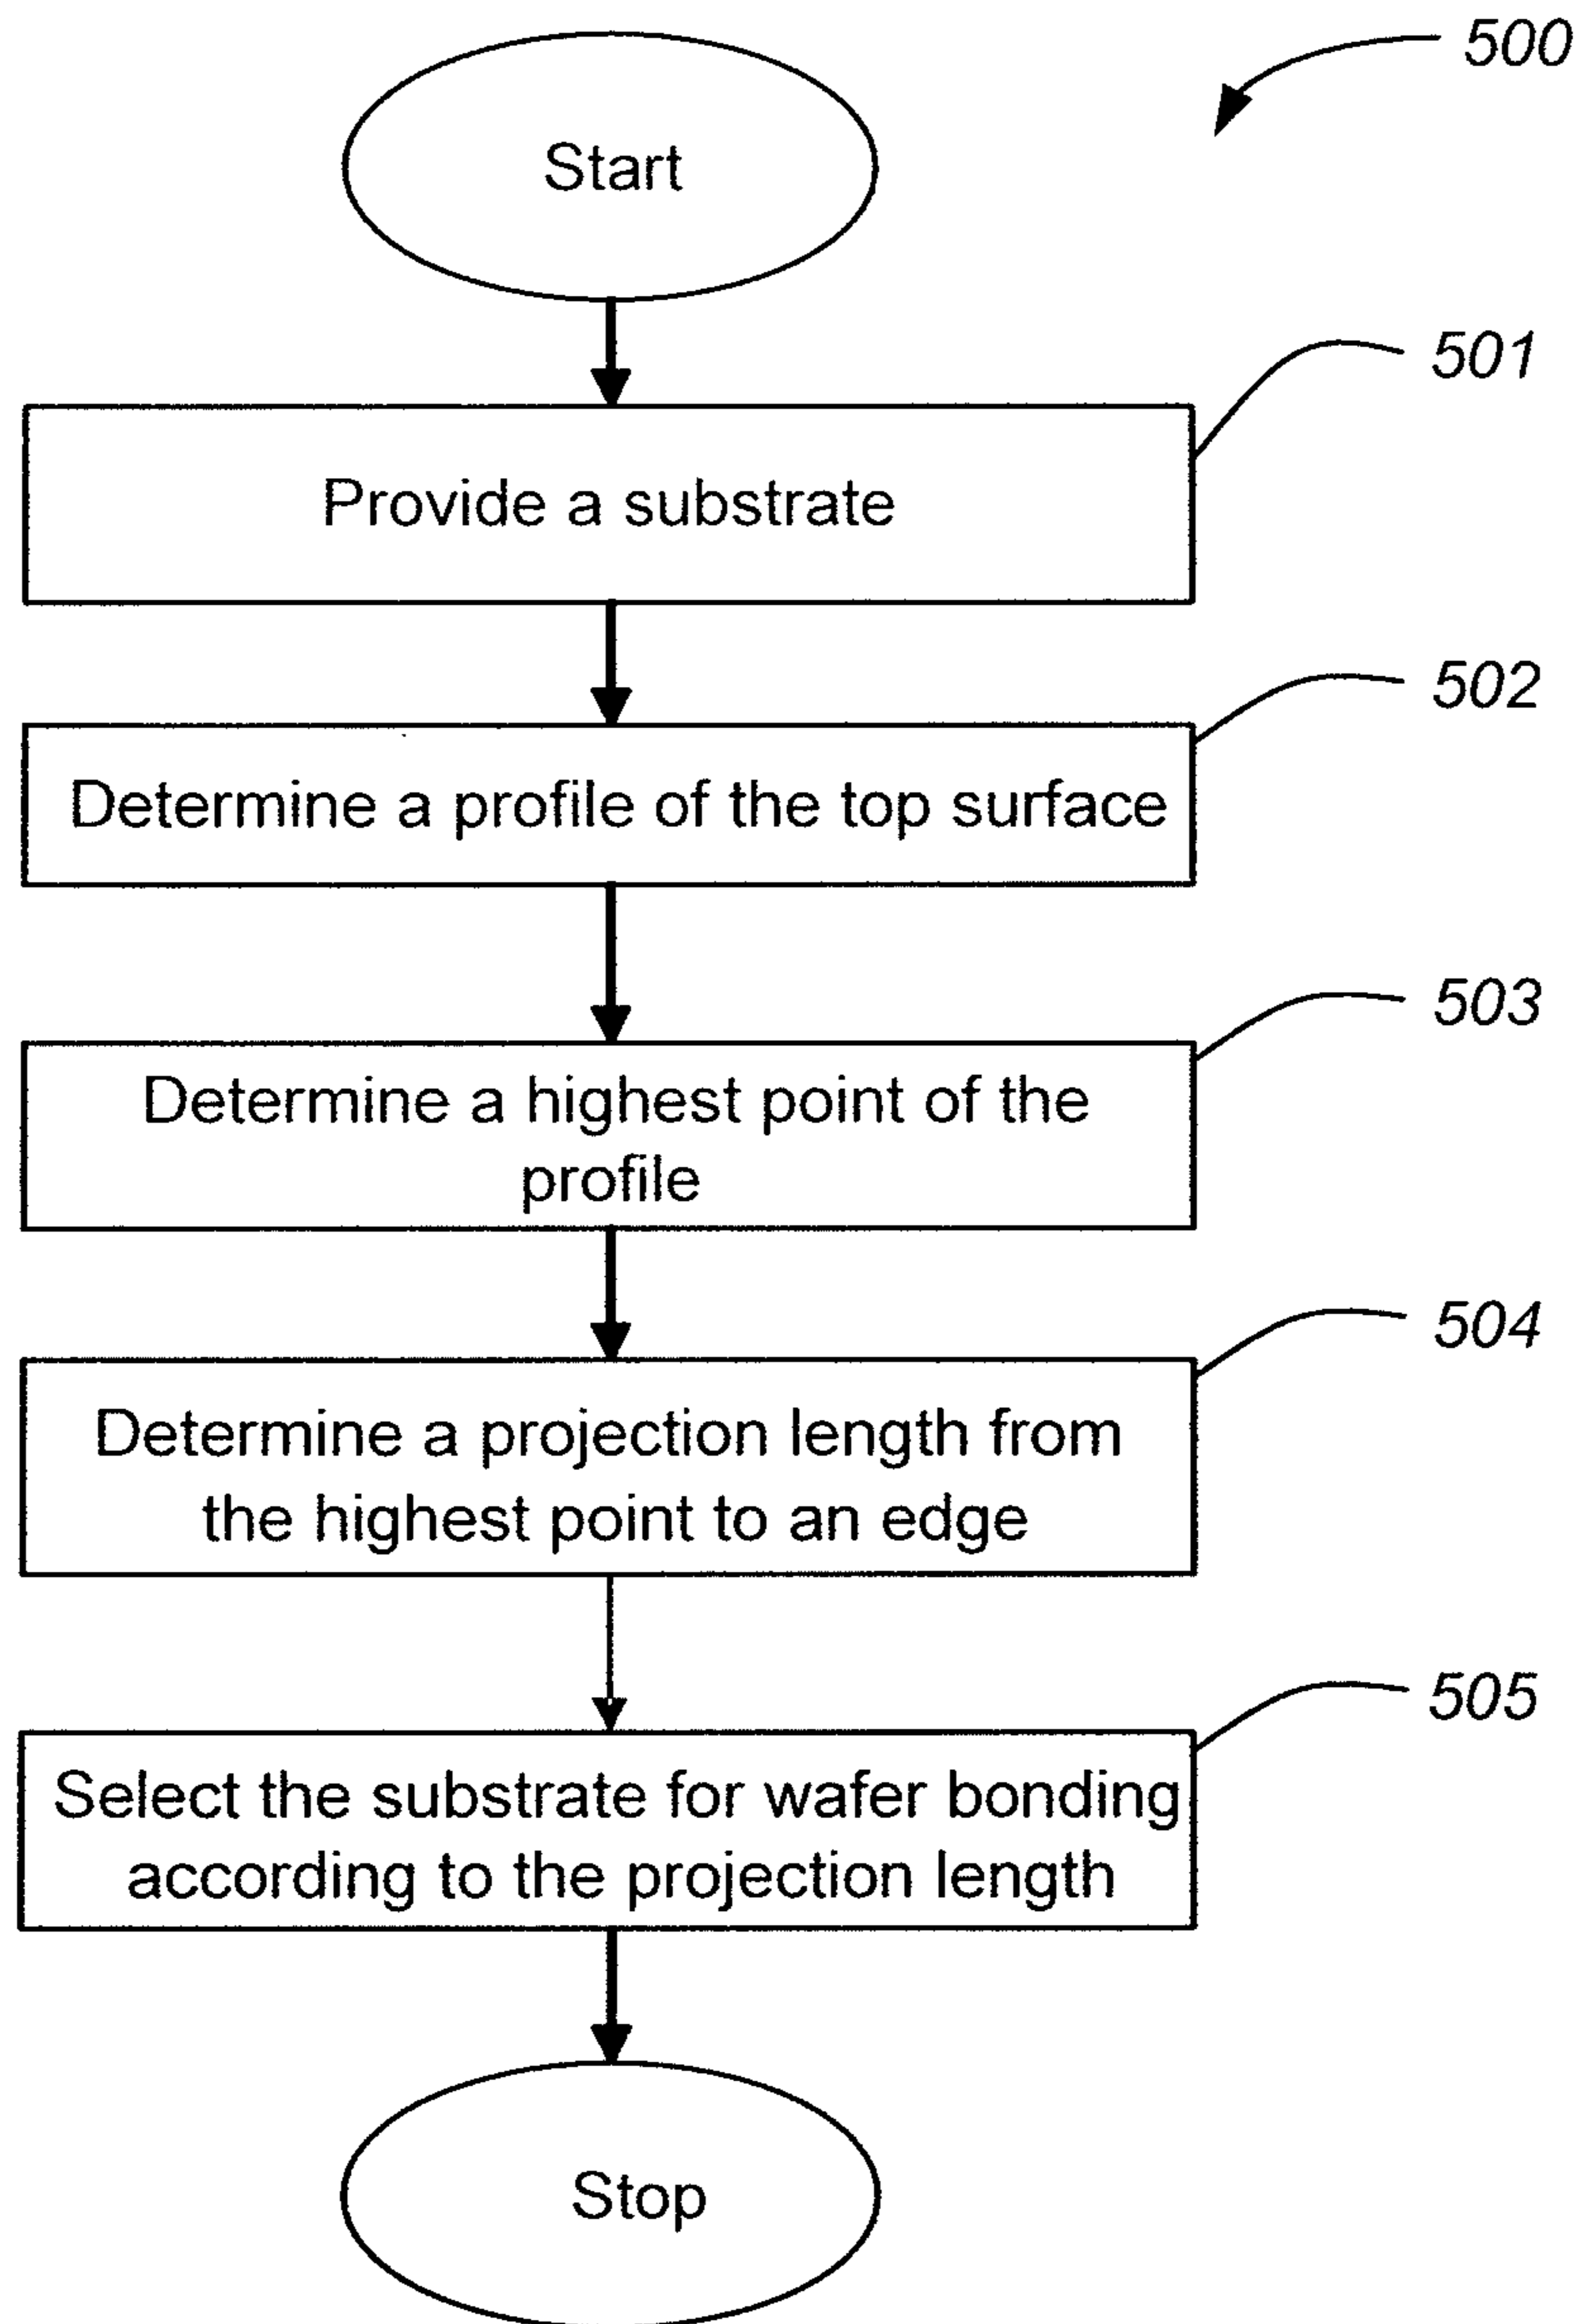 500
Start
501
Provide a substrate
502
Determine a profile of the top surface
503
Determine a highest point of the
profile
504
Determine a projection length from
the highest point to an edge
505
Select the substrate for wafer bonding
according to the projection length
Stop